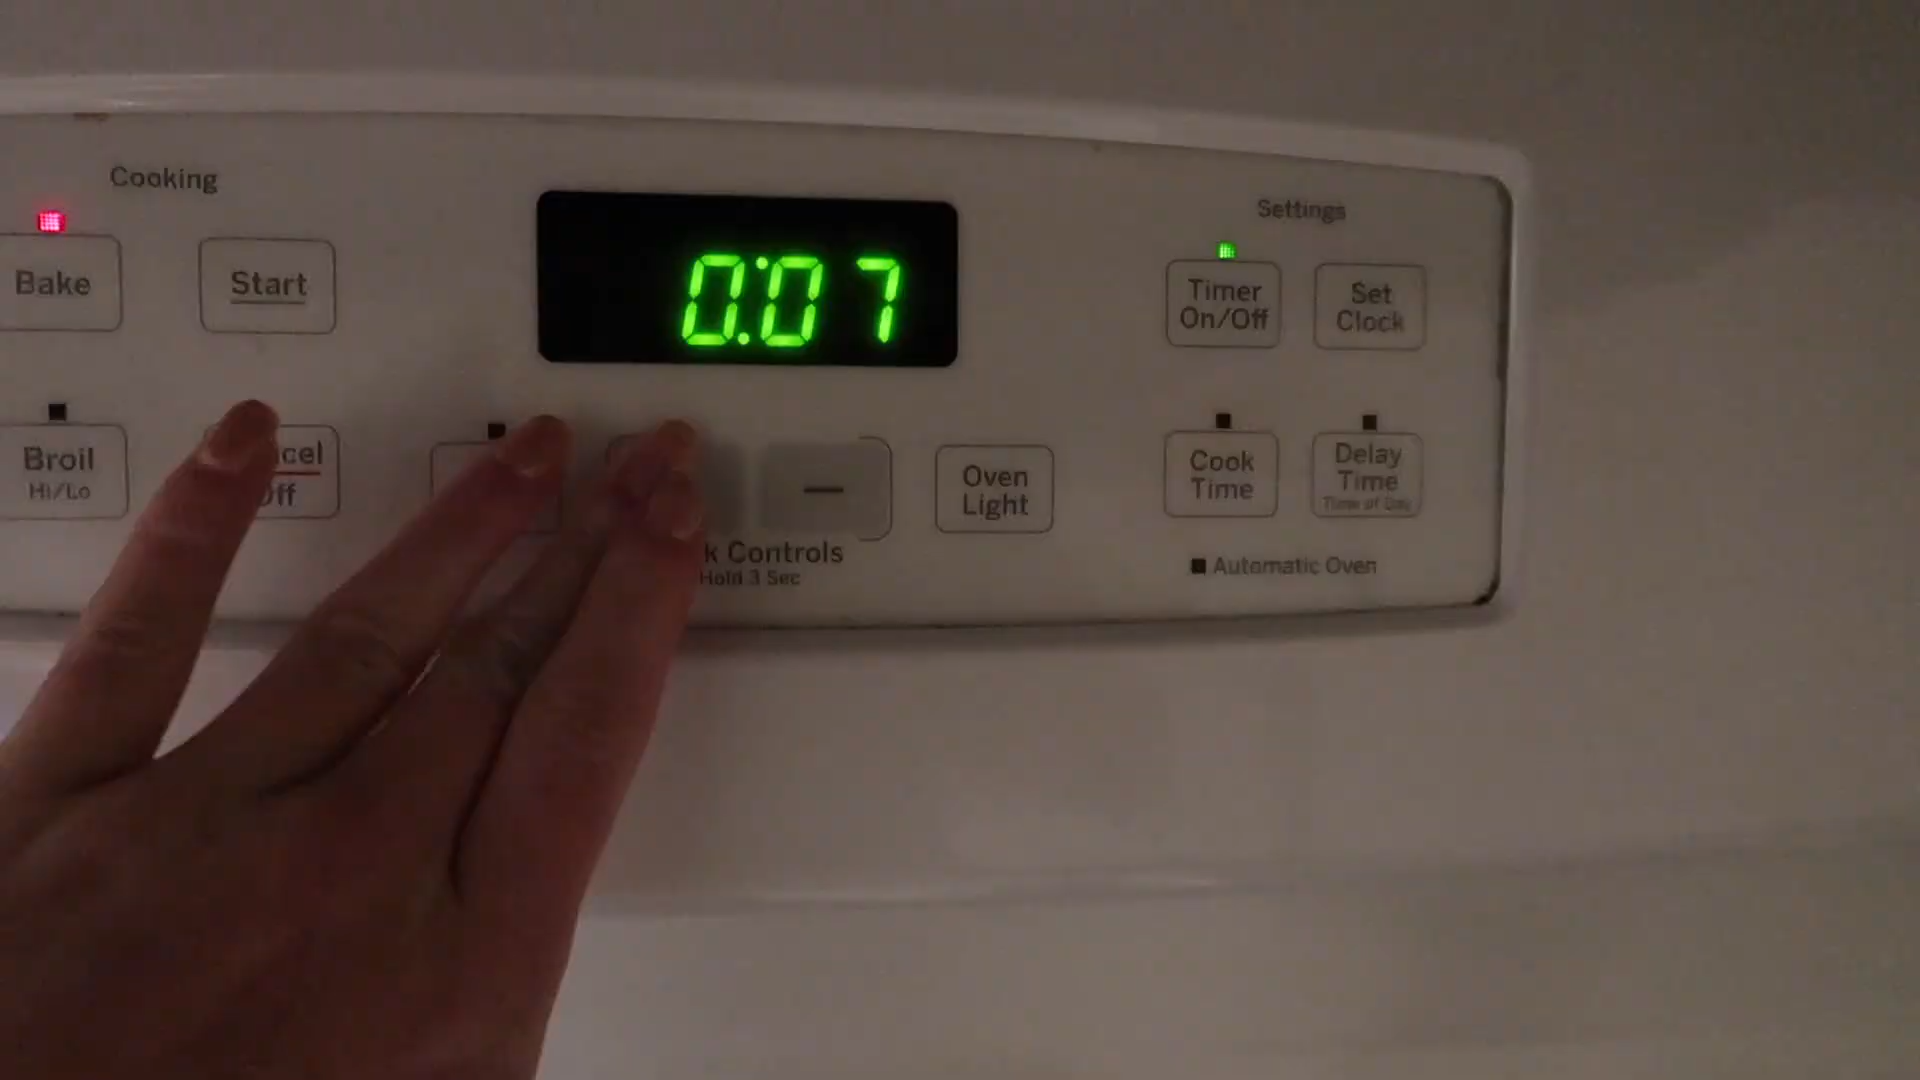 Cooking
Settings
Bake
Start
0:07
Timer
On/Off
Set
Clock
Broil
Hi/Lo
cel
Off
—
Oven
Light
Cook
Time
Delay
Time
Time of Day
k Controls
Hold 3 Sec
Automatic Oven